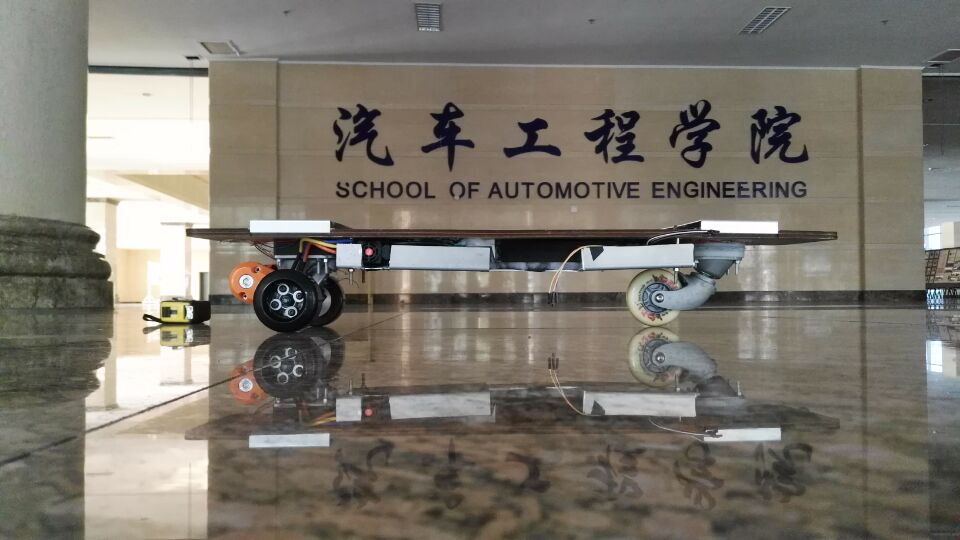 汽车工程学院
SCHOOL OF AUTOMOTIVE ENGINEERING